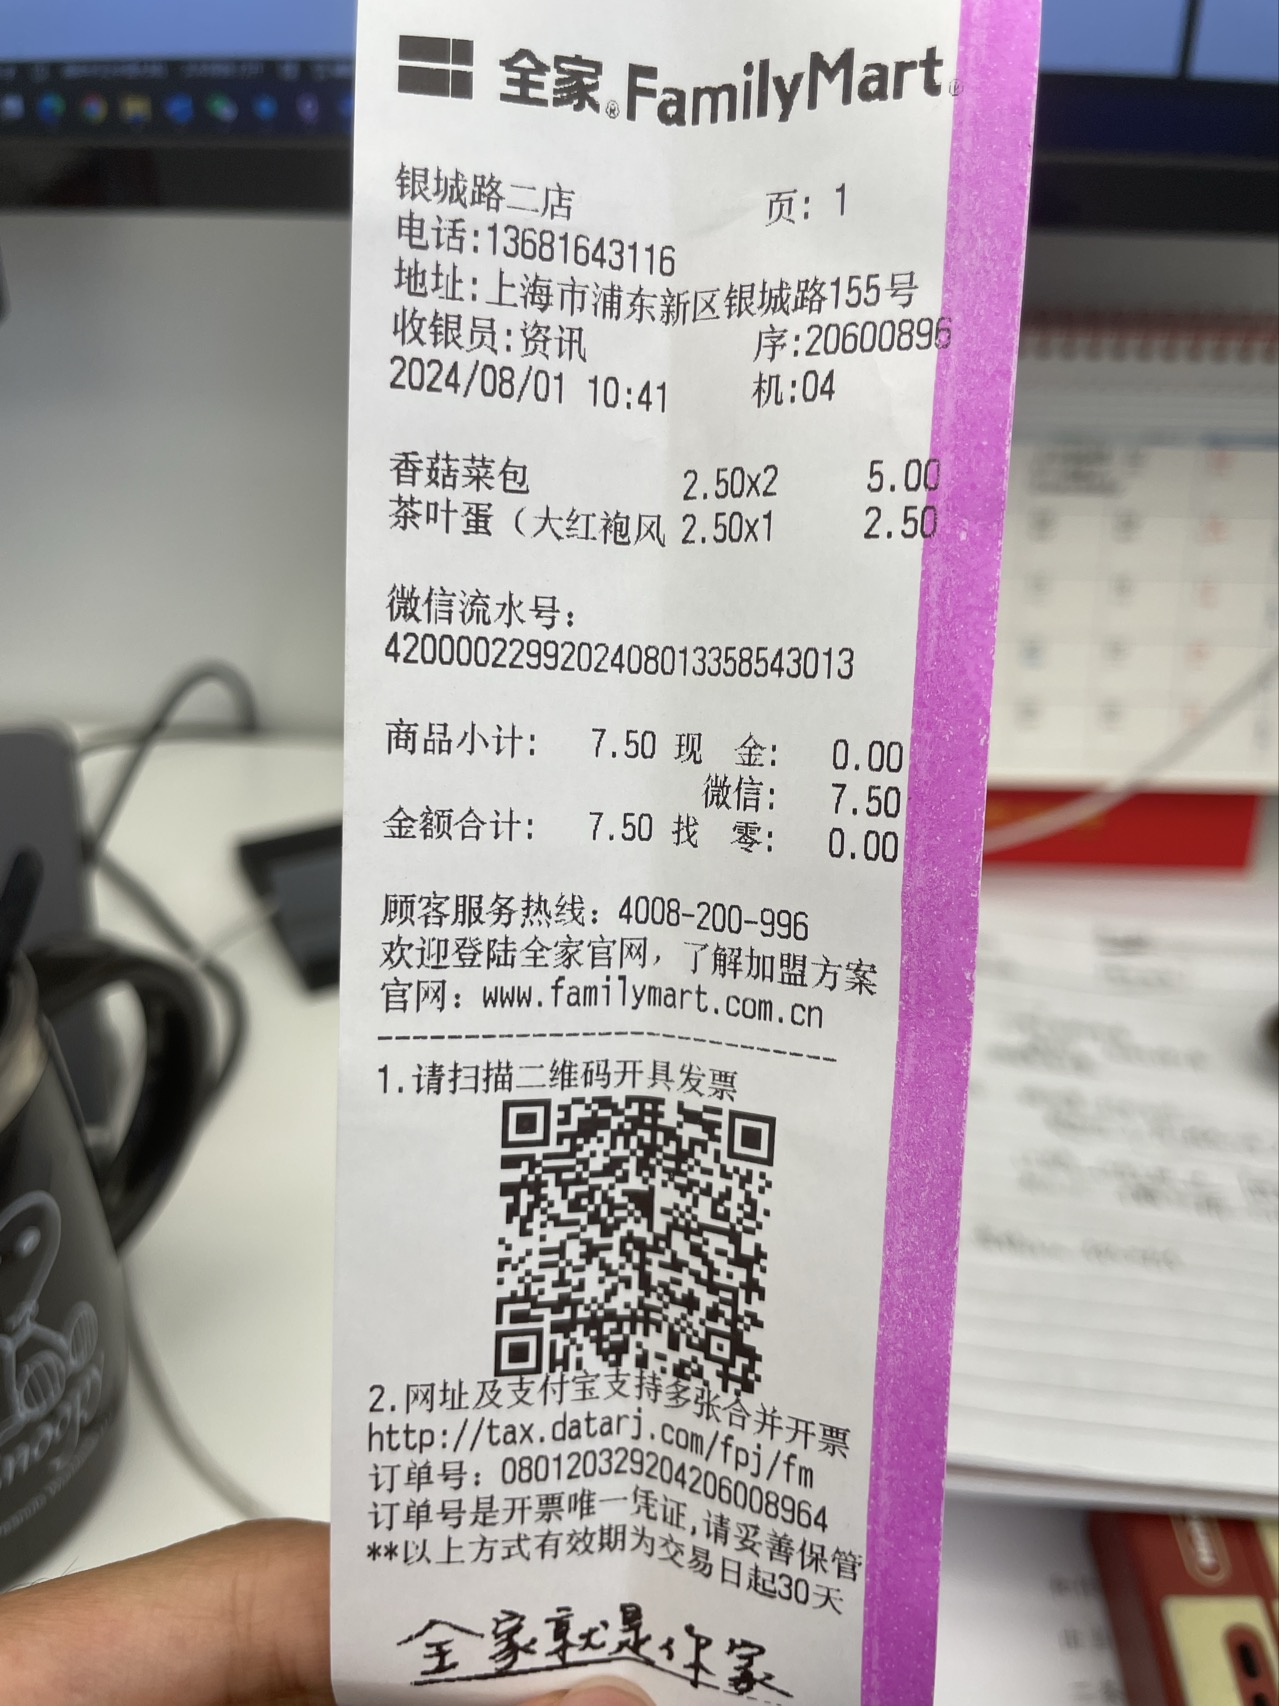 全家®FamilyMart®
银城路二店 页: 1
电话:13681643116
地址:上海市浦东新区银城路155号
收银员:资讯 序:20600896
2024/08/01 10:41 机:04
香菇菜包 2.50x2 5.00
茶叶蛋（大红袍风 2.50x1 2.50
微信流水号:
4200002299202408013358543013
商品小计: 7.50 现 金: 0.00
微信: 7.50
金额合计: 7.50 找 零: 0.00
顾客服务热线: 4008-200-996
欢迎登陆全家官网, 了解加盟方案
官网: www.familymart.com.cn
1.请扫描二维码开具发票
2.网址及支付宝支持多张合并开票
http://tax.datarj.com/fpj/fm
订单号: 080120329204206008964
订单号是开票唯一凭证,请妥善保管
**以上方式有效期为交易日起30天
全家就是你家